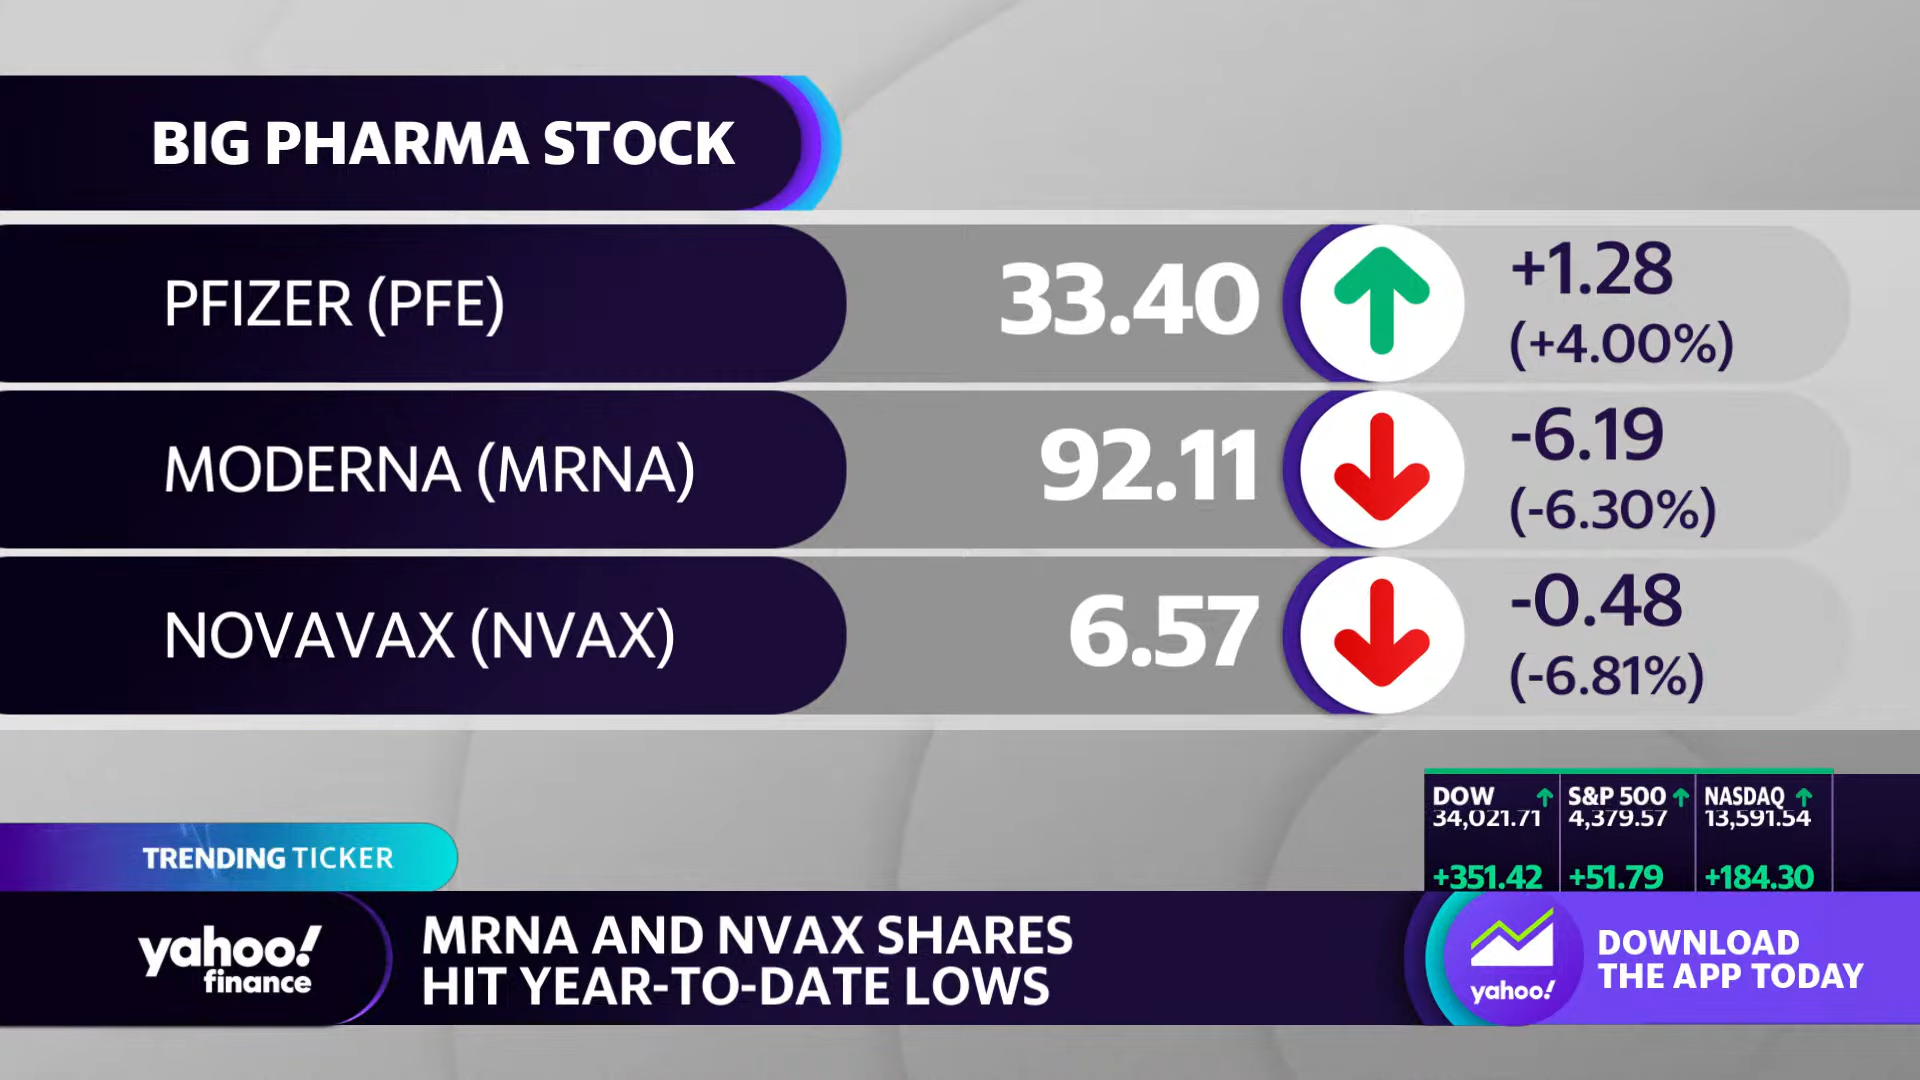 BIG PHARMA STOCK
PFIZER (PFE) 33.40 +1.28
(+4.00%)
MODERNA (MRNA) 92.11 -6.19
(-6.30%)
NOVAVAX (NVAX) 6.57 -0.48
(-6.81%)
DOW S&P 500 NASDAQ
34,021.71 4,379.57 13,591.54
+351.42 +51.79 +184.30
TRENDING TICKER
yahoo!
finance
MRNA AND NVAX SHARES
HIT YEAR-TO-DATE LOWS
yahoo!
DOWNLOAD
THE APP TODAY